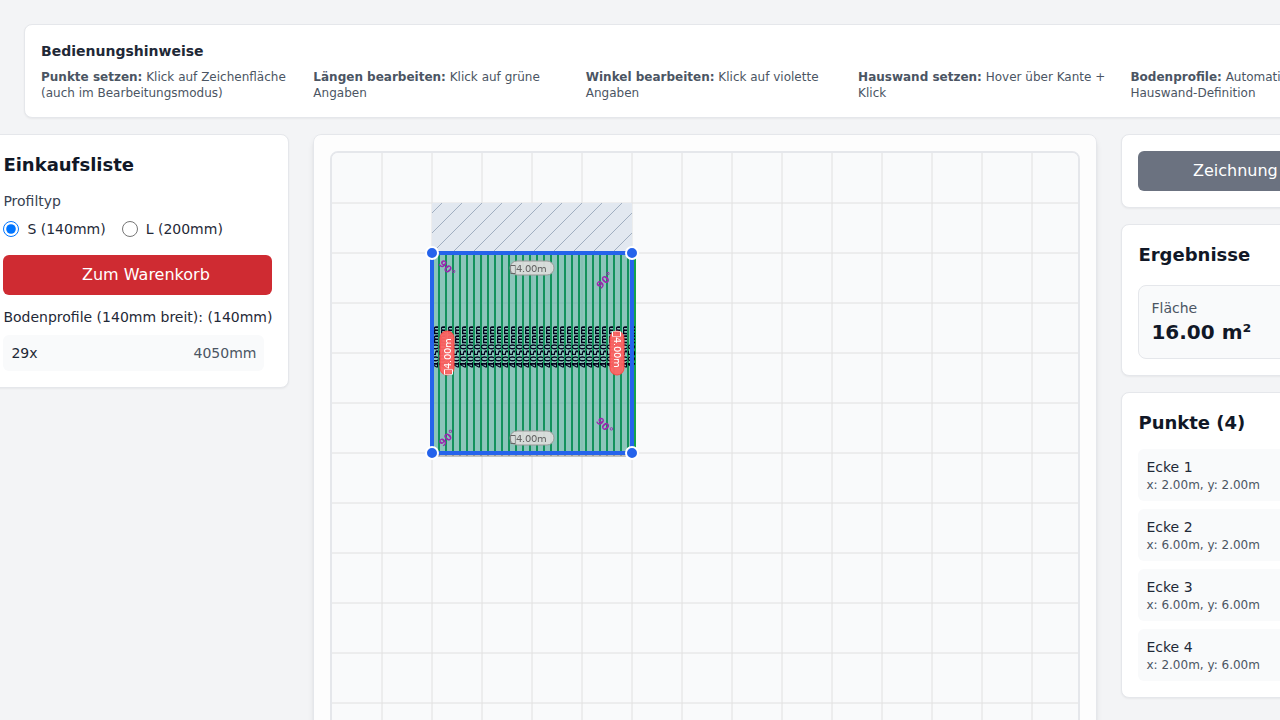 Bedienungshinweise
Punkte setzen: Klick auf Zeichenfläche
(auch im Bearbeitungsmodus)
Längen bearbeiten: Klick auf grüne
Angaben
Winkel bearbeiten: Klick auf violette
Angaben
Hauswand setzen: Hover über Kante +
Klick
Bodenprofile: Automati
Hauswand-Definition
Einkaufsliste
Profiltyp
S (140mm)
L (200mm)
Zum Warenkorb
Bodenprofile (140mm breit): (140mm)
29x
4050mm
90°
4.00m
90°
4.00m
4.00m
90°
4.00m
90°
Zeichnung
Ergebnisse
Fläche
16.00 m²
Punkte (4)
Ecke 1
x: 2.00m, y: 2.00m
Ecke 2
x: 6.00m, y: 2.00m
Ecke 3
x: 6.00m, y: 6.00m
Ecke 4
x: 2.00m, y: 6.00m